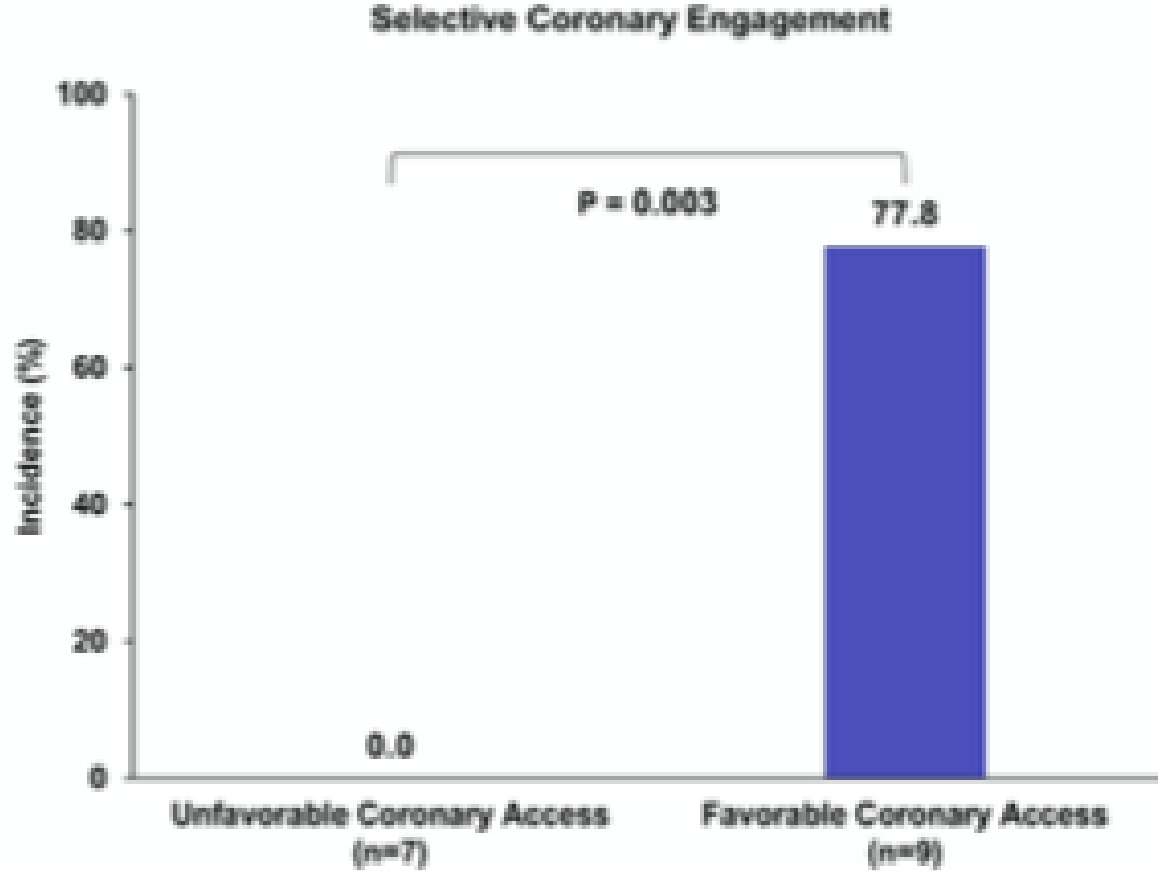 Selective Coronary Engagement
100
P = 0.003
77.8
80
Incidence (%)
60
40
20
0.0
0
Unfavorable Coronary Access
(n=7)
Favorable Coronary Access
(n=9)